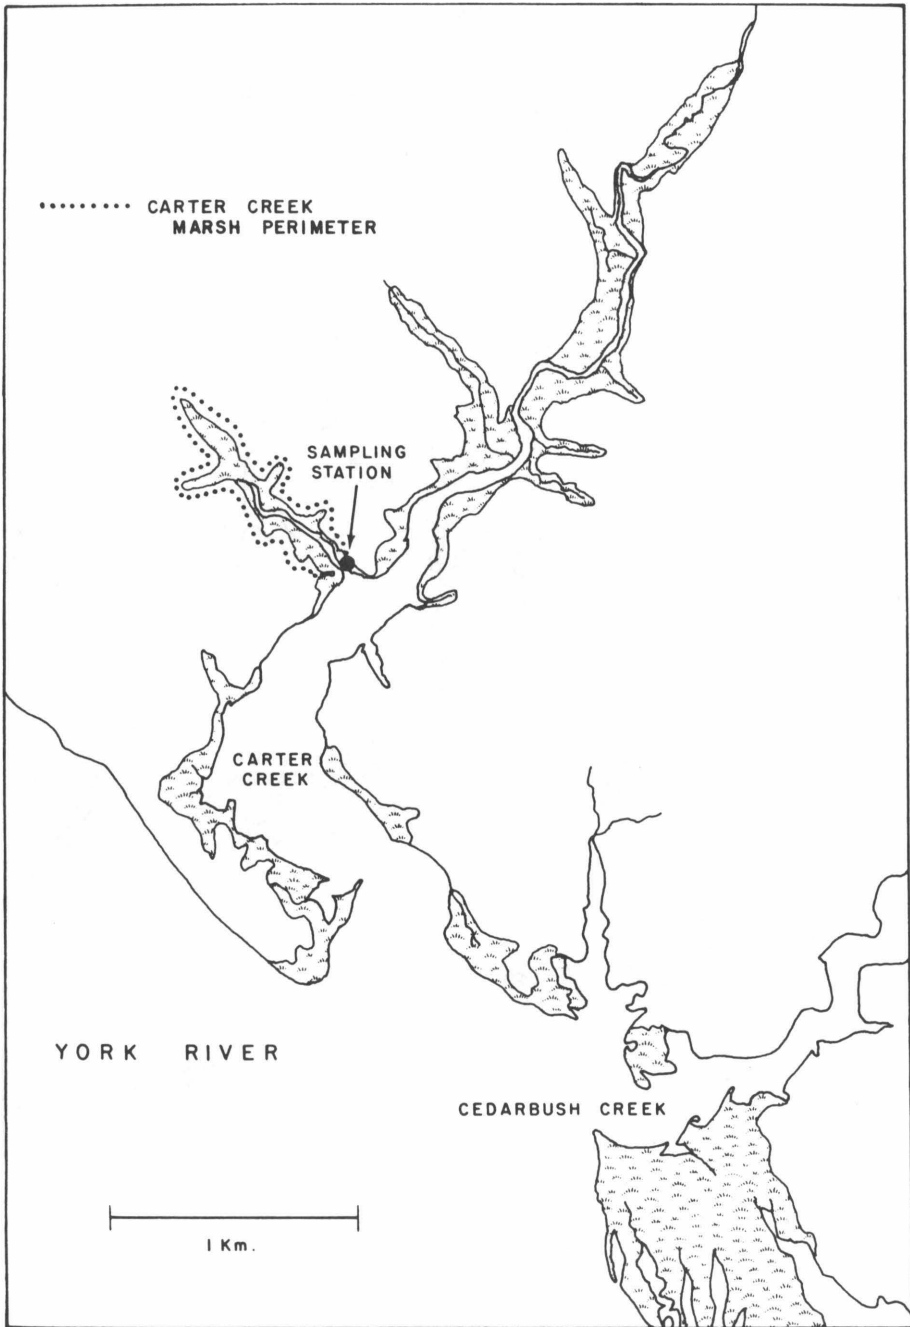 CARTER CREEK
MARSH PERIMETER
SAMPLING
STATION
CARTER
CREEK
YORK RIVER
CEDARBUSH CREEK
1 Km.